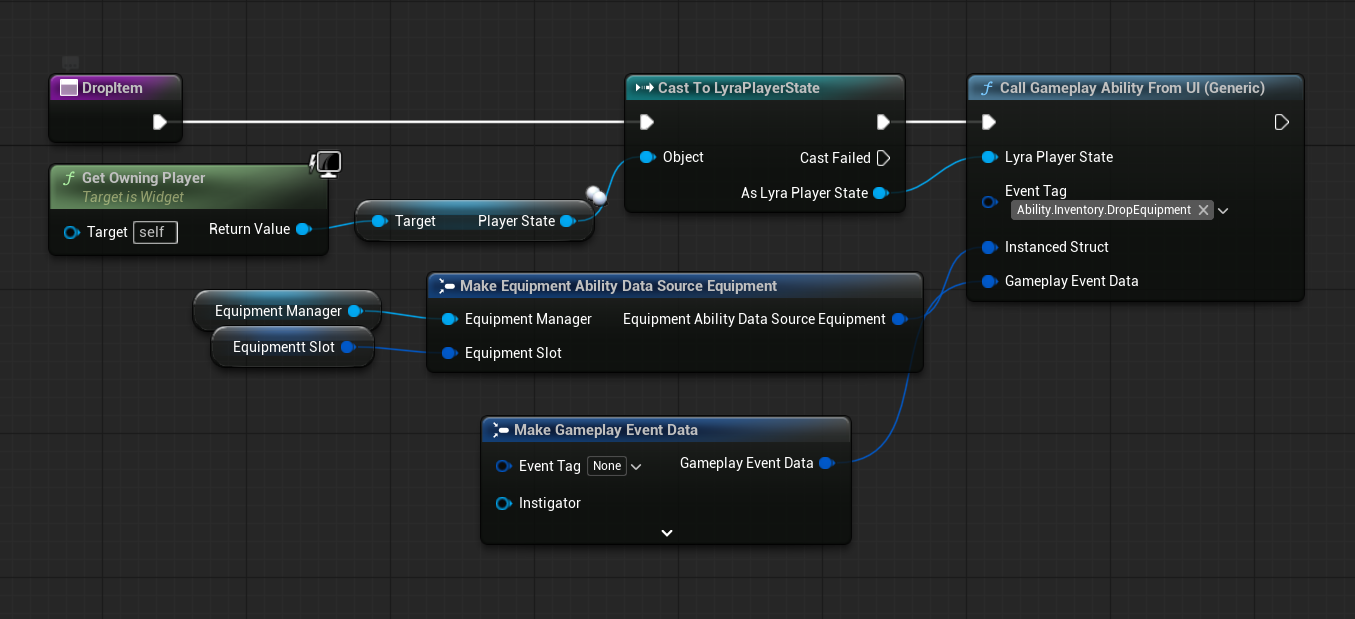 DropItem
Get Owning Player
Target is Widget
Target self
Return Value
Target
Player State
Cast To LyraPlayerState
Object
Cast Failed
As Lyra Player State
Call Gameplay Ability From UI (Generic)
Lyra Player State
Event Tag
Ability.Inventory.DropEquipment
Instanced Struct
Gameplay Event Data
Equipment Manager
Equipmentt Slot
Make Equipment Ability Data Source Equipment
Equipment Manager
Equipment Ability Data Source Equipment
Equipment Slot
Make Gameplay Event Data
Event Tag None
Gameplay Event Data
Instigator